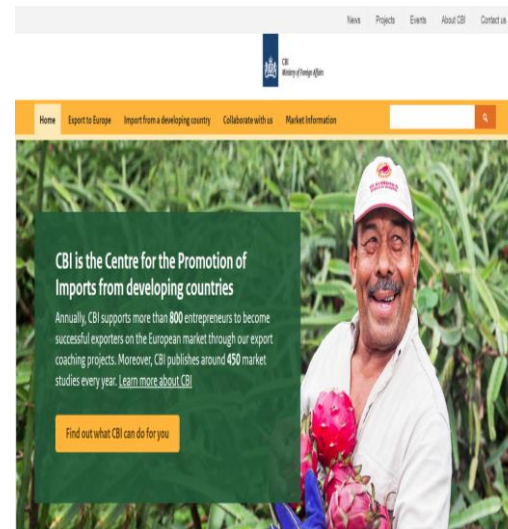 News Projects Events About CBI Contact us
CBI
Ministry of Foreign Affairs
Home Export to Europe Import from a developing country Collaborate with us Market Information
CBI is the Centre for the Promotion of
Imports from developing countries
Annually, CBI supports more than 800 entrepreneurs to become
successful exporters on the European market through our export
coaching projects. Moreover, CBI publishes around 450 market
studies every year. Learn more about CBI
Find out what CBI can do for you